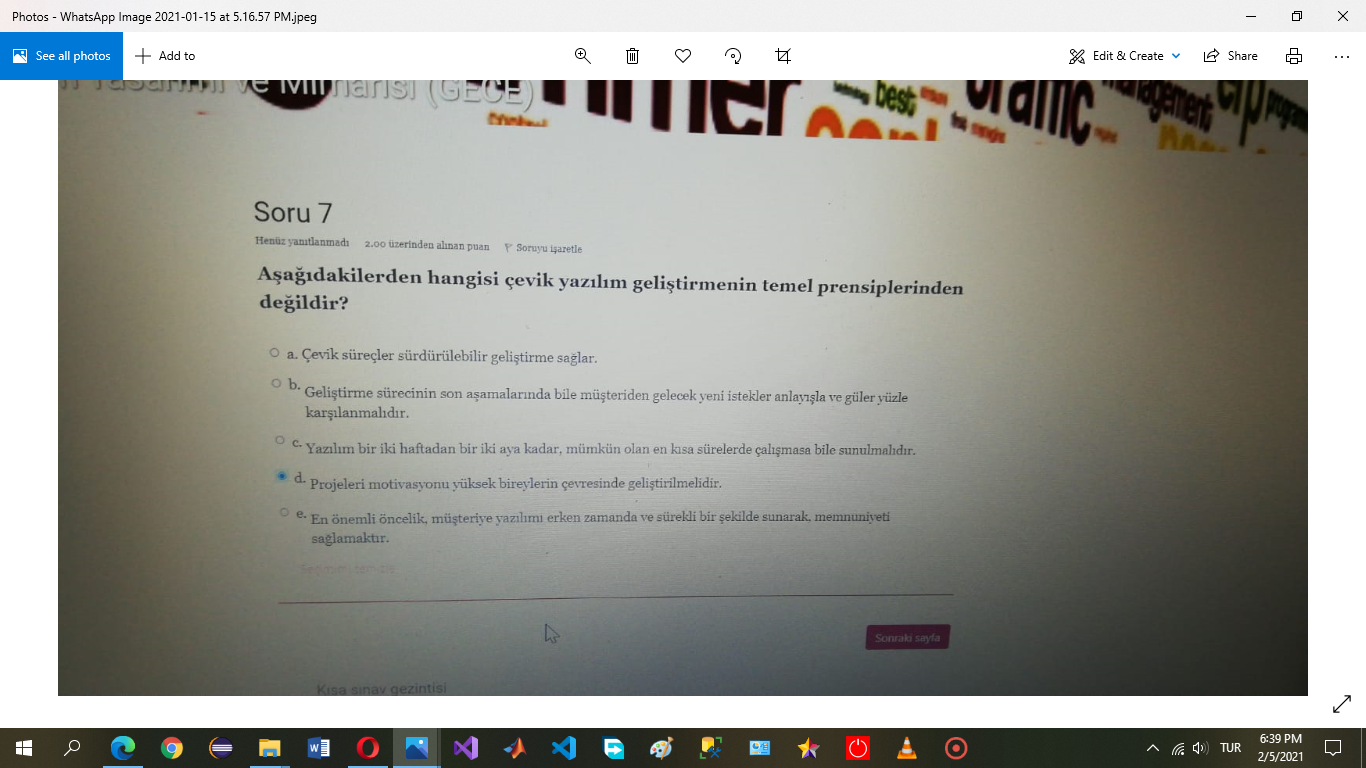 Photos - WhatsApp Image 2021-01-15 at 5.16.57 PM.jpeg
See all photos
Add to
Edit & Create
Share
ve Mimarisi (GECE)
best
management
Soru 7
Henüz yanıtlanmadı 2.00 üzerinden alınan puan Soruyu işaretle
Aşağıdakilerden hangisi çevik yazılım geliştirmenin temel prensiplerinden
değildir?
a. Çevik süreçler sürdürülebilir geliştirme sağlar.
b. Geliştirme sürecinin son aşamalarında bile müşteriden gelecek yeni istekler anlayışla ve güler yüzle
karşılanmalıdır.
c. Yazılım bir iki haftadan bir iki aya kadar, mümkün olan en kısa sürelerde çalışmasa bile sunulmalıdır.
d. Projeleri motivasyonu yüksek bireylerin çevresinde geliştirilmelidir.
e. En önemli öncelik, müşteriye yazılımı erken zamanda ve sürekli bir şekilde sunarak, memnuniyeti
sağlamaktır.
Sonraki sayfa
Kısa sınav gezintisi
TUR
6:39 PM
2/5/2021